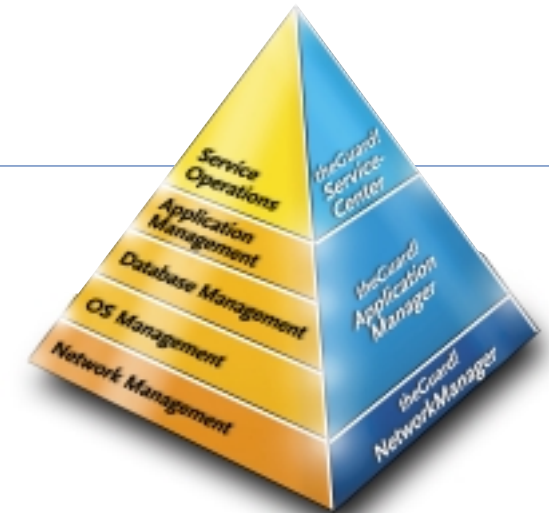 Service
Operations
Application
Management
Database Management
OS Management
Network Management
theGuard!
Service-
Center
theGuard!
Application
Manager
theGuard!
NetworkManager